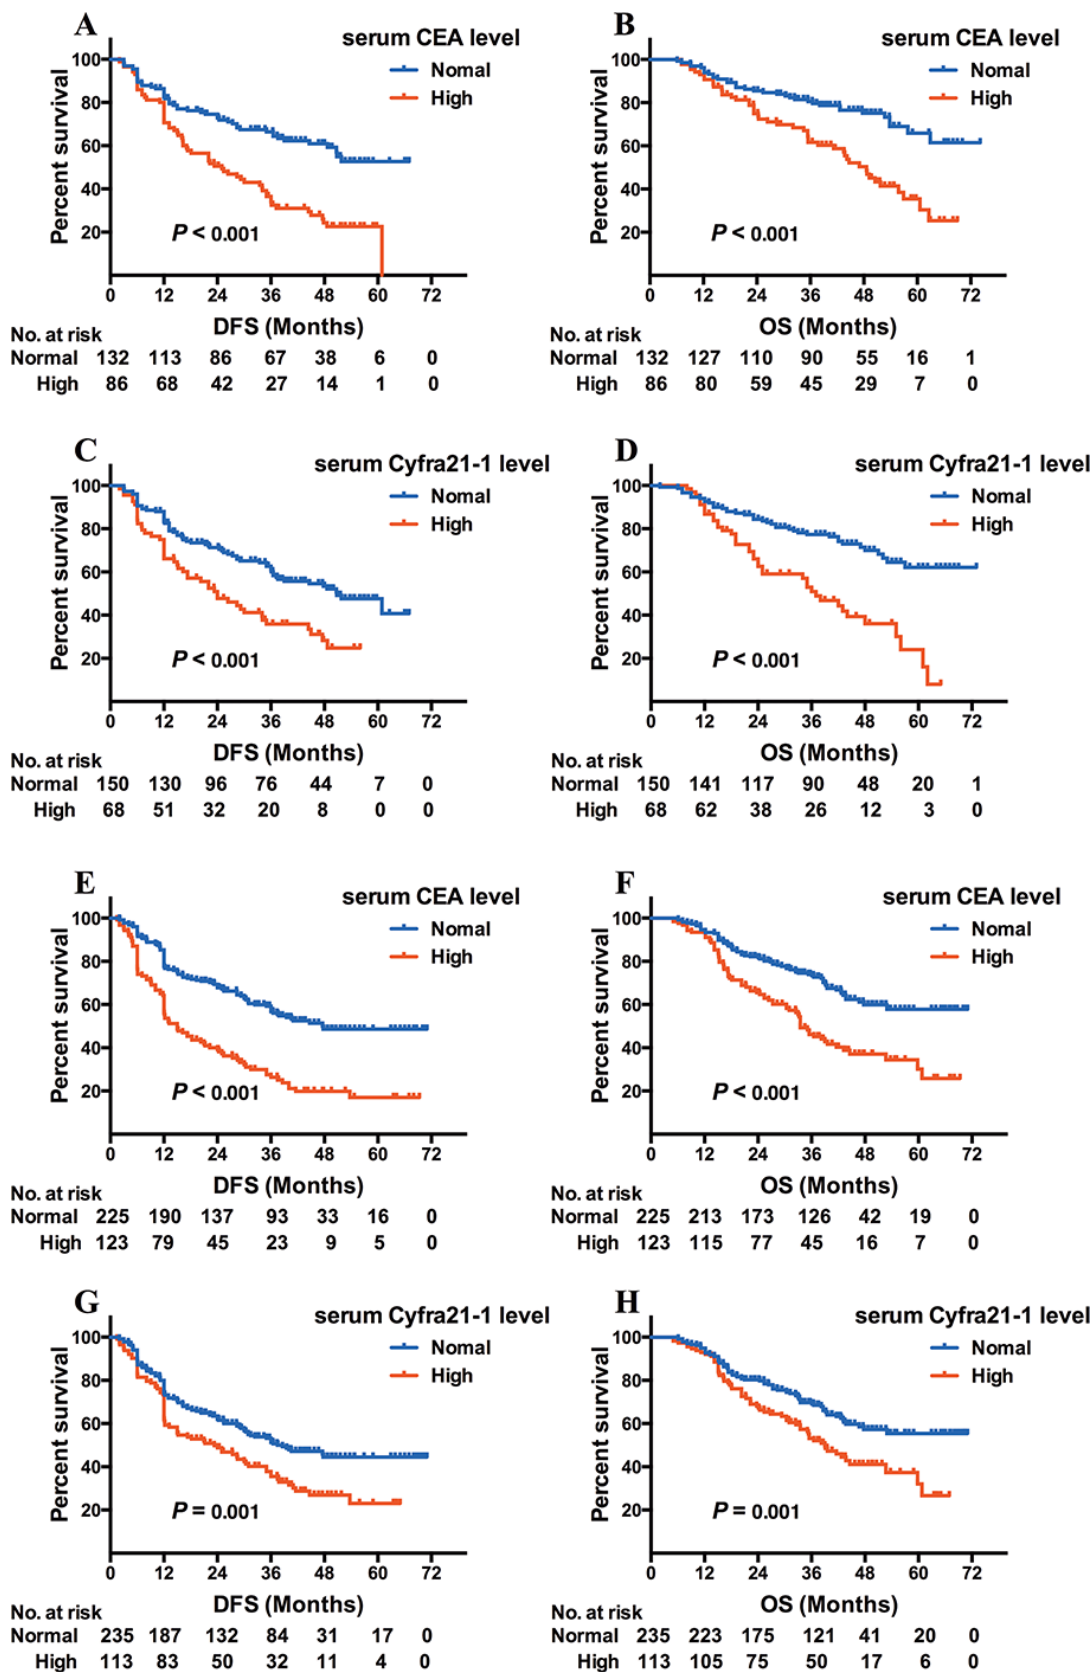 A
serum CEA level
Nomal
High
100
80
60
40
20
Percent survival
P < 0.001
0 12 24 36 48 60 72
DFS (Months)
No. at risk
Normal 132 113 86 67 38 6 0
High 86 68 42 27 14 1 0
B
serum CEA level
Nomal
High
100
80
60
40
20
Percent survival
P < 0.001
0 12 24 36 48 60 72
OS (Months)
No. at risk
Normal 132 127 110 90 55 16 1
High 86 80 59 45 29 7 0
C
serum Cyfra21-1 level
Nomal
High
100
80
60
40
20
Percent survival
P < 0.001
0 12 24 36 48 60 72
DFS (Months)
No. at risk
Normal 150 130 96 76 44 7 0
High 68 51 32 20 8 0 0
D
serum Cyfra21-1 level
Nomal
High
100
80
60
40
20
Percent survival
P < 0.001
0 12 24 36 48 60 72
OS (Months)
No. at risk
Normal 150 141 117 90 48 20 1
High 68 62 38 26 12 3 0
E
serum CEA level
Nomal
High
100
80
60
40
20
Percent survival
P < 0.001
0 12 24 36 48 60 72
DFS (Months)
No. at risk
Normal 225 190 137 93 33 16 0
High 123 79 45 23 9 5 0
F
serum CEA level
Nomal
High
100
80
60
40
20
Percent survival
P < 0.001
0 12 24 36 48 60 72
OS (Months)
No. at risk
Normal 225 213 173 126 42 19 0
High 123 115 77 45 16 7 0
G
serum Cyfra21-1 level
Nomal
High
100
80
60
40
20
Percent survival
P = 0.001
0 12 24 36 48 60 72
DFS (Months)
No. at risk
Normal 235 187 132 84 31 17 0
High 113 83 50 32 11 4 0
H
serum Cyfra21-1 level
Nomal
High
100
80
60
40
20
Percent survival
P = 0.001
0 12 24 36 48 60 72
OS (Months)
No. at risk
Normal 235 223 175 121 41 20 0
High 113 105 75 50 17 6 0